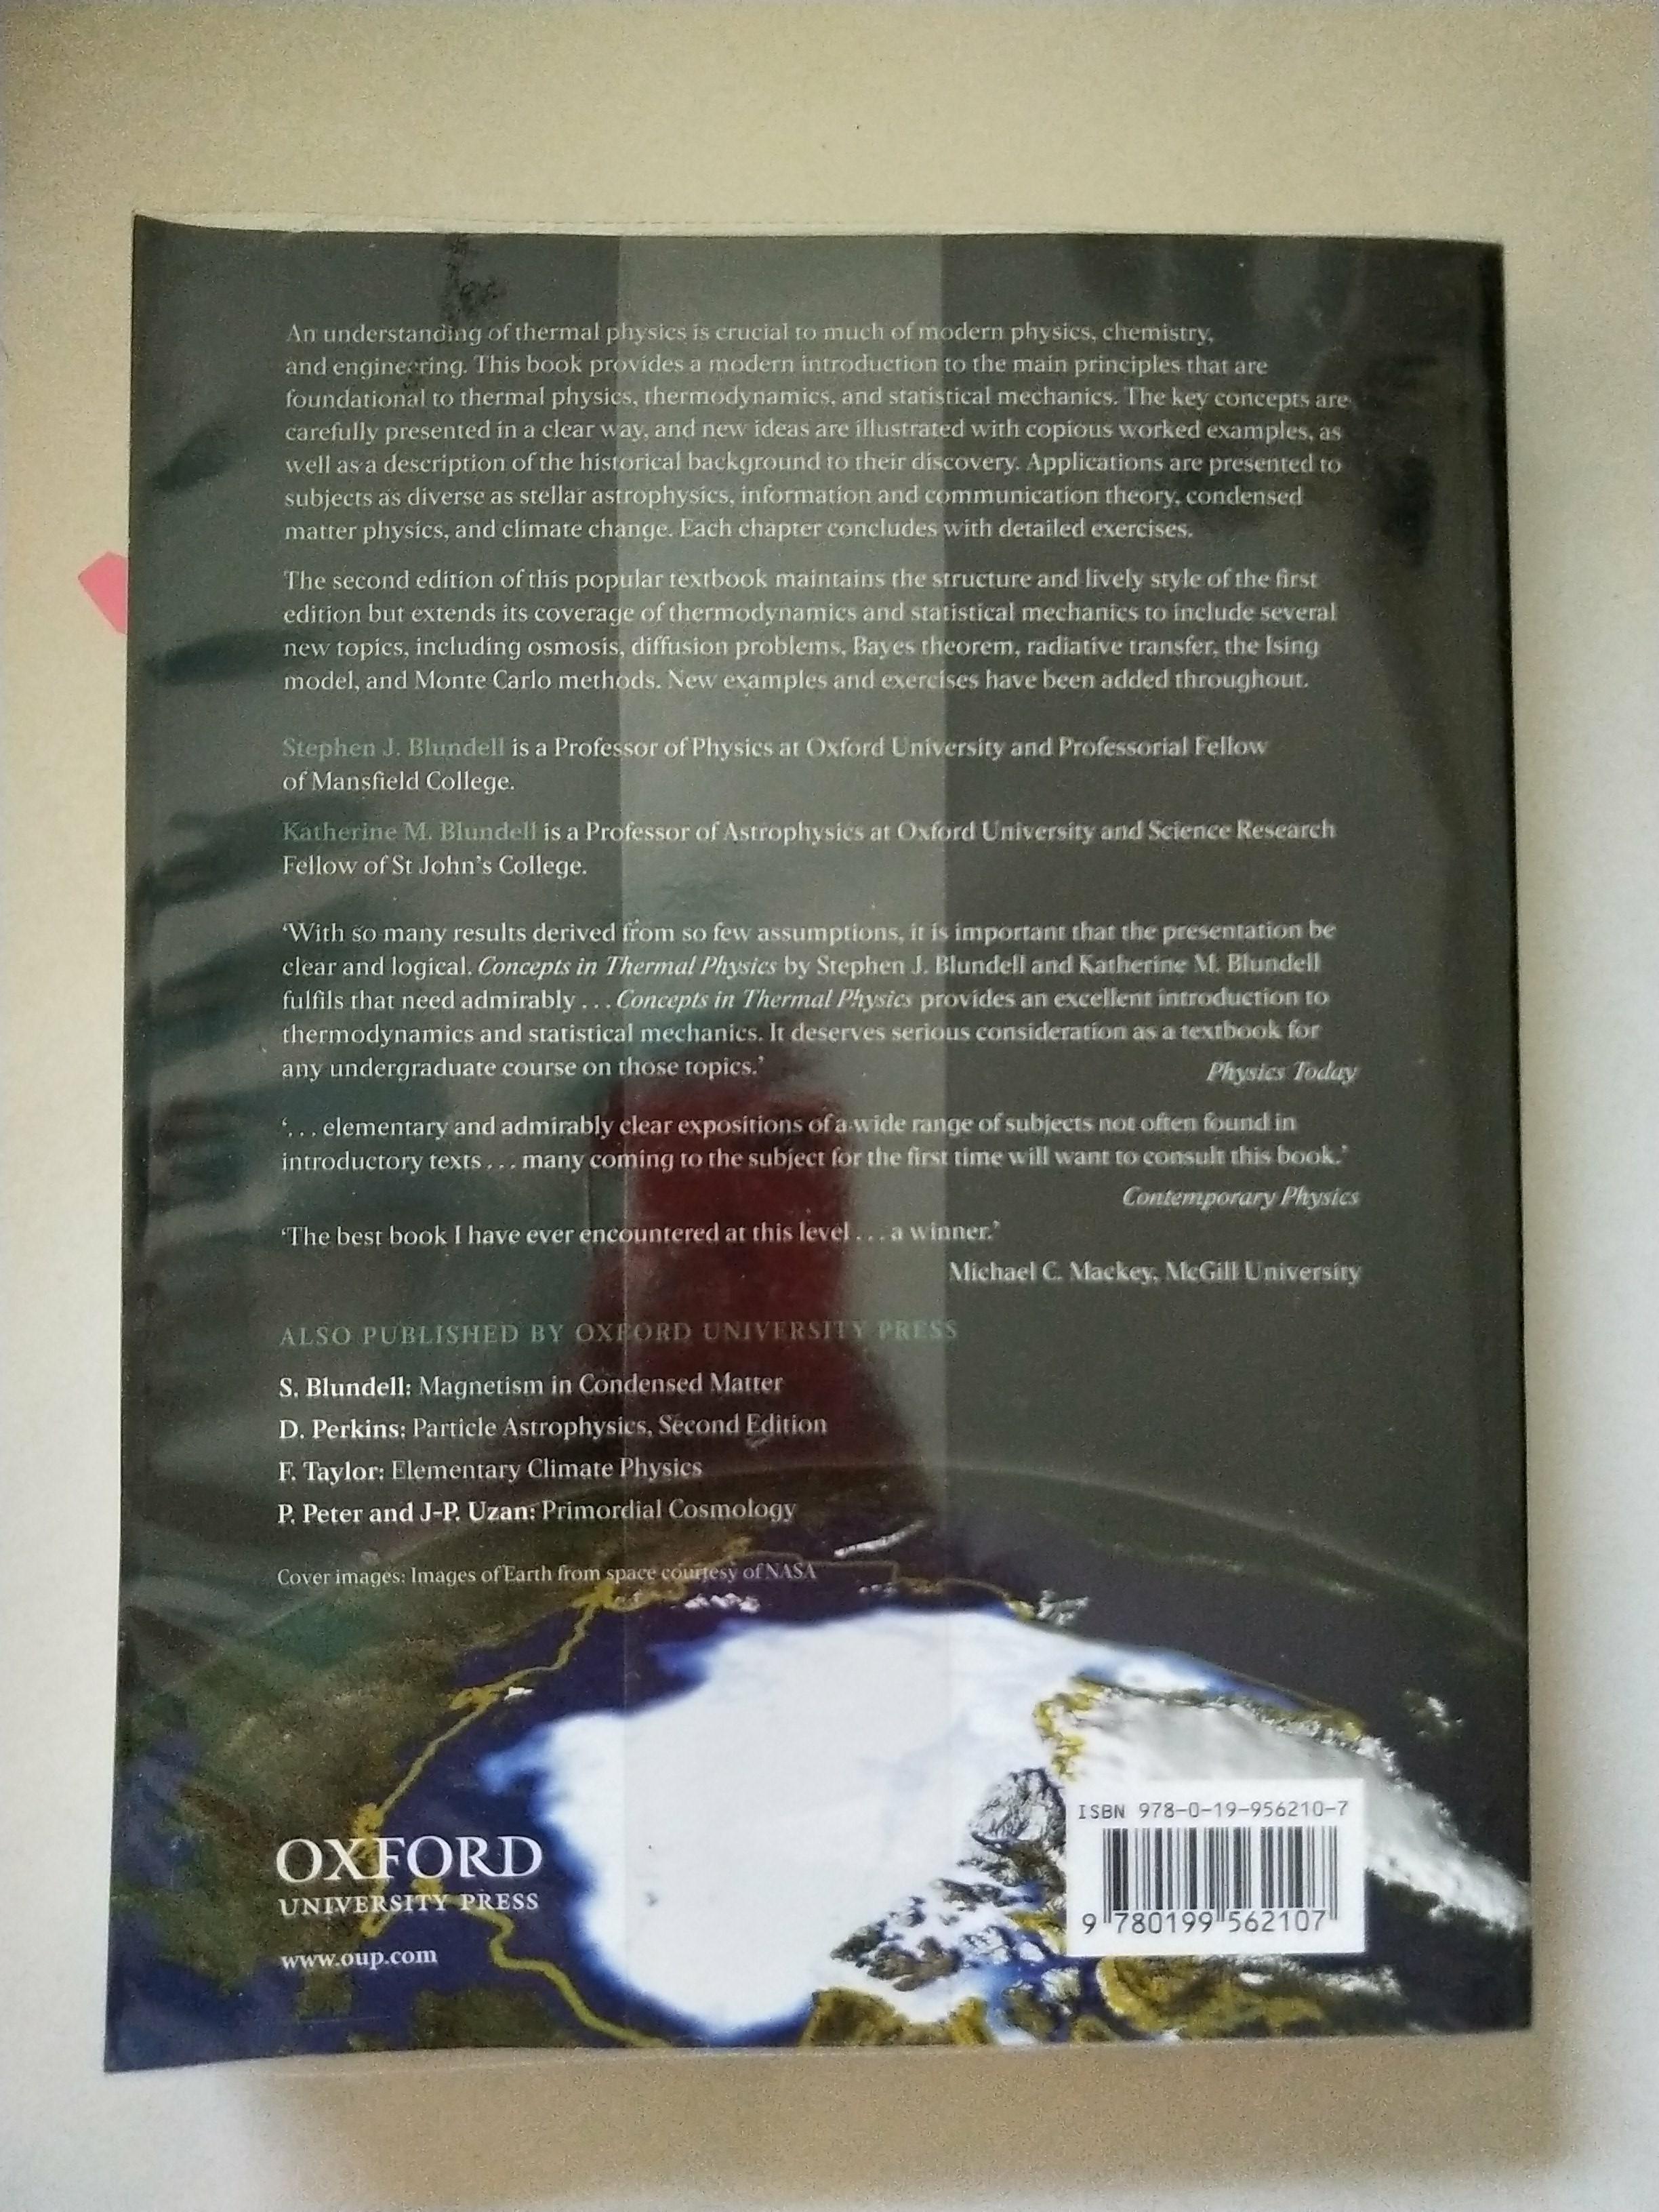 An understanding of thermal physics is crucial to much of modern physics, chemistry,
and engineering. This book provides a modern introduction to the main principles that are
foundational to thermal physics, thermodynamics, and statistical mechanics. The key concepts are
carefully presented in a clear way, and new ideas are illustrated with copious worked examples, as
well as a description of the historical background to their discovery. Applications are presented to
subjects as diverse as stellar astrophysics, information and communication theory, condensed
matter physics, and climate change. Each chapter concludes with detailed exercises.
The second edition of this popular textbook maintains the structure and lively style of the first
edition but extends its coverage of thermodynamics and statistical mechanics to include several
new topics, including osmosis, diffusion problems, Bayes theorem, radiative transfer, the Ising
model, and Monte Carlo methods. New examples and exercises have been added throughout.
Stephen J. Blundell is a Professor of Physics at Oxford University and Professorial Fellow
of Mansfield College.
Katherine M. Blundell is a Professor of Astrophysics at Oxford University and Science Research
Fellow of St John's College.
‘With so many results derived from so few assumptions, it is important that the presentation be
clear and logical. Concepts in Thermal Physics by Stephen J. Blundell and Katherine M. Blundell
fulfils that need admirably . . . Concepts in Thermal Physics provides an excellent introduction to
thermodynamics and statistical mechanics. It deserves serious consideration as a textbook for
any undergraduate course on those topics.’
Physics Today
‘. . . elementary and admirably clear expositions of a wide range of subjects not often found in
introductory texts . . . many coming to the subject for the first time will want to consult this book.’
Contemporary Physics
‘The best book I have ever encountered at this level . . . a winner.’
Michael C. Mackey, McGill University
ALSO PUBLISHED BY OXFORD UNIVERSITY PRESS
S. Blundell: Magnetism in Condensed Matter
D. Perkins: Particle Astrophysics, Second Edition
F. Taylor: Elementary Climate Physics
P. Peter and J-P. Uzan: Primordial Cosmology
Cover images: Images of Earth from space courtesy of NASA
OXFORD
UNIVERSITY PRESS
www.oup.com
ISBN 978-0-19-956210-7
9 780199 562107